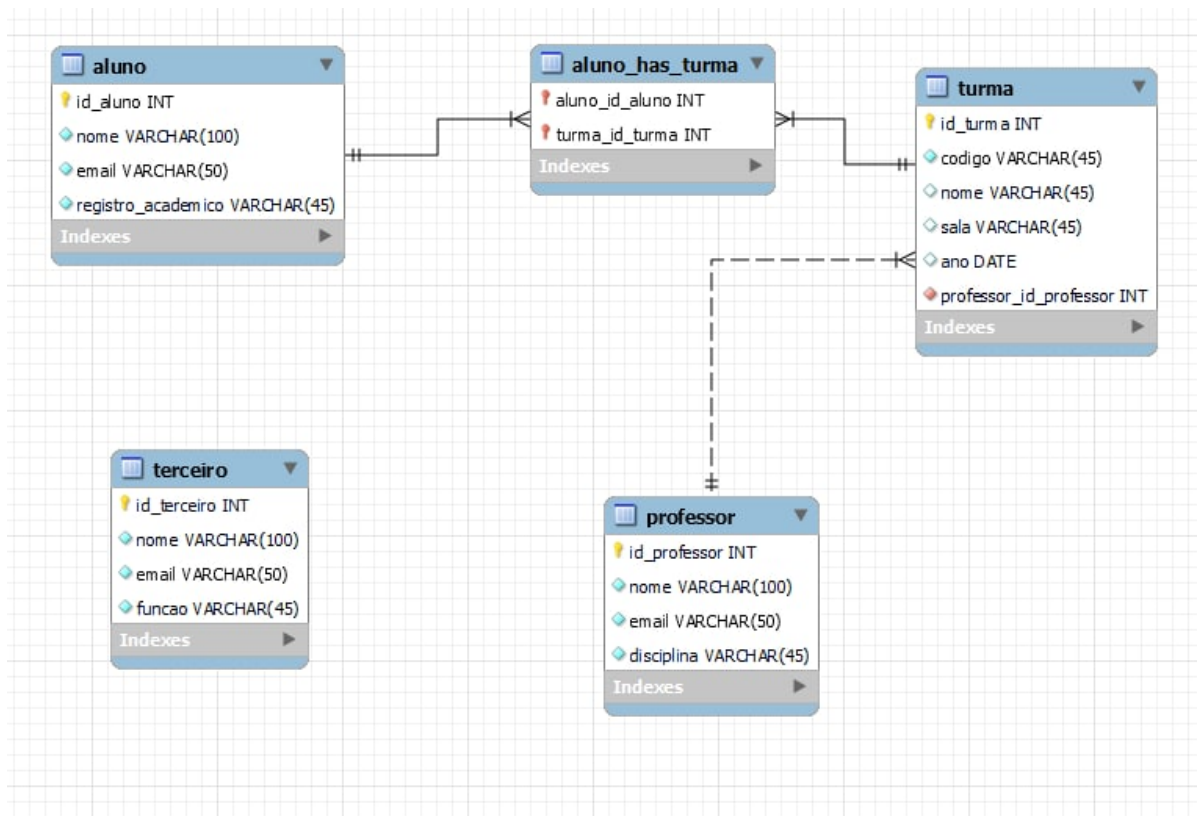 aluno
id_aluno INT
nome VARCHAR(100)
email VARCHAR(50)
registro_academico VARCHAR(45)
Indexes
aluno_has_turma
aluno_id_aluno INT
turma_id_turma INT
Indexes
turma
id_turma INT
codigo VARCHAR(45)
nome VARCHAR(45)
sala VARCHAR(45)
ano DATE
professor_id_professor INT
Indexes
terceiro
id_terceiro INT
nome VARCHAR(100)
email VARCHAR(50)
funcao VARCHAR(45)
Indexes
professor
id_professor INT
nome VARCHAR(100)
email VARCHAR(50)
disciplina VARCHAR(45)
Indexes